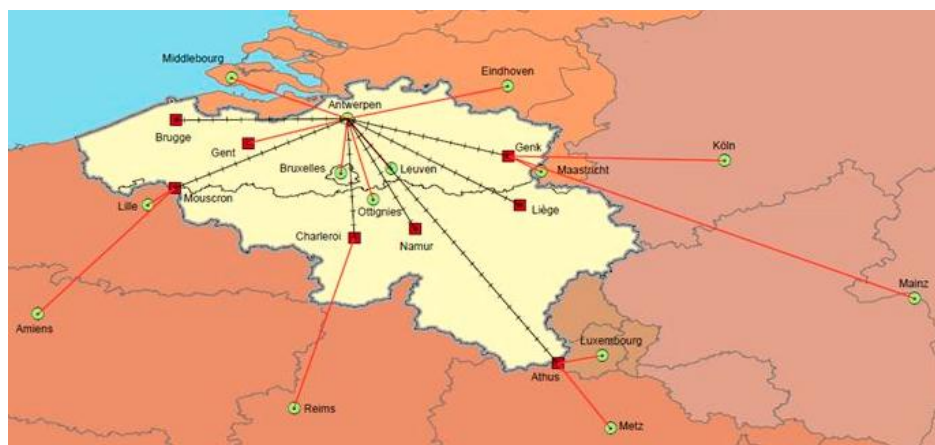 Middlebourg
Eindhoven
Antwerpen
Brugge
Gent
Genk
Köln
Bruxelles
Leuven
Maastricht
Lille
Mouscron
Ottignies
Liège
Charleroi
Namur
Mainz
Amiens
Luxembourg
Athus
Reims
Metz